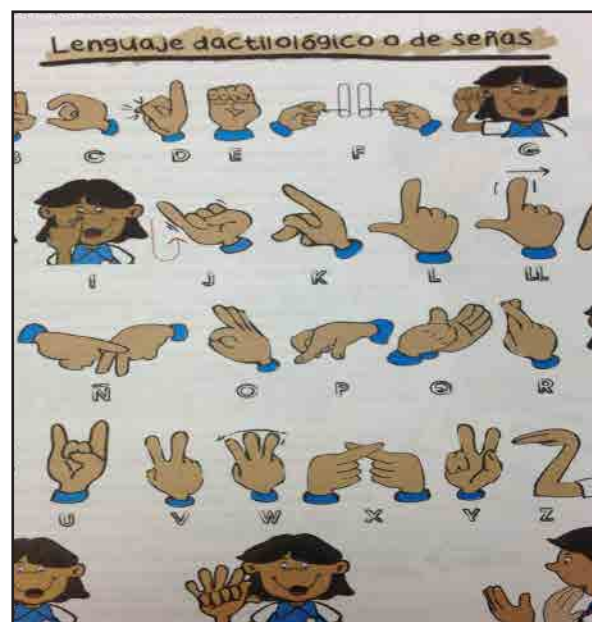 Lenguaje dactilológico o de señas
B C D E F G
I J K L LL
Ñ O P Q R
U V W X Y Z